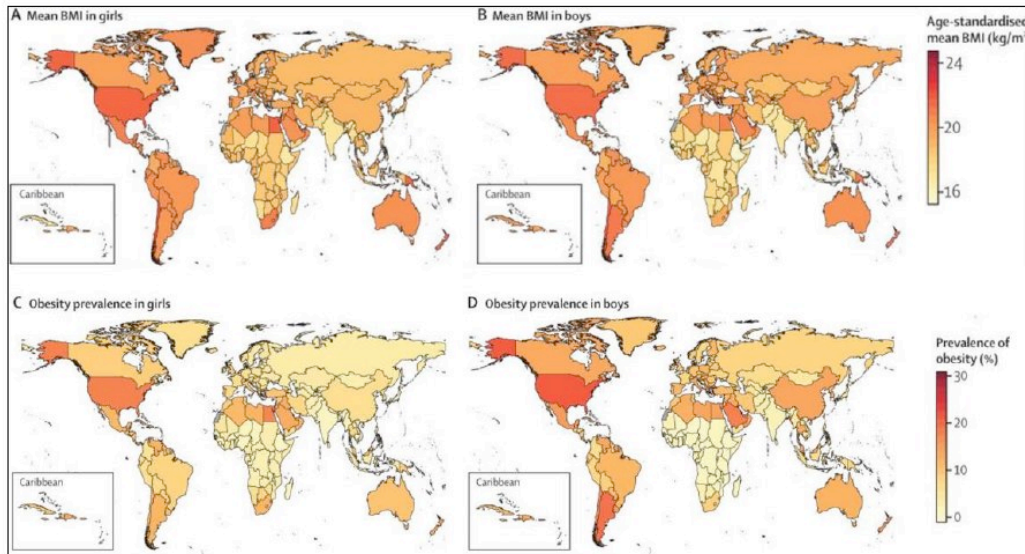 A Mean BMI in girls
B Mean BMI in boys
Age-standardised
mean BMI (kg/m²)
24
20
16
Caribbean
Caribbean
C Obesity prevalence in girls
D Obesity prevalence in boys
Prevalence of
obesity (%)
30
20
10
0
Caribbean
Caribbean